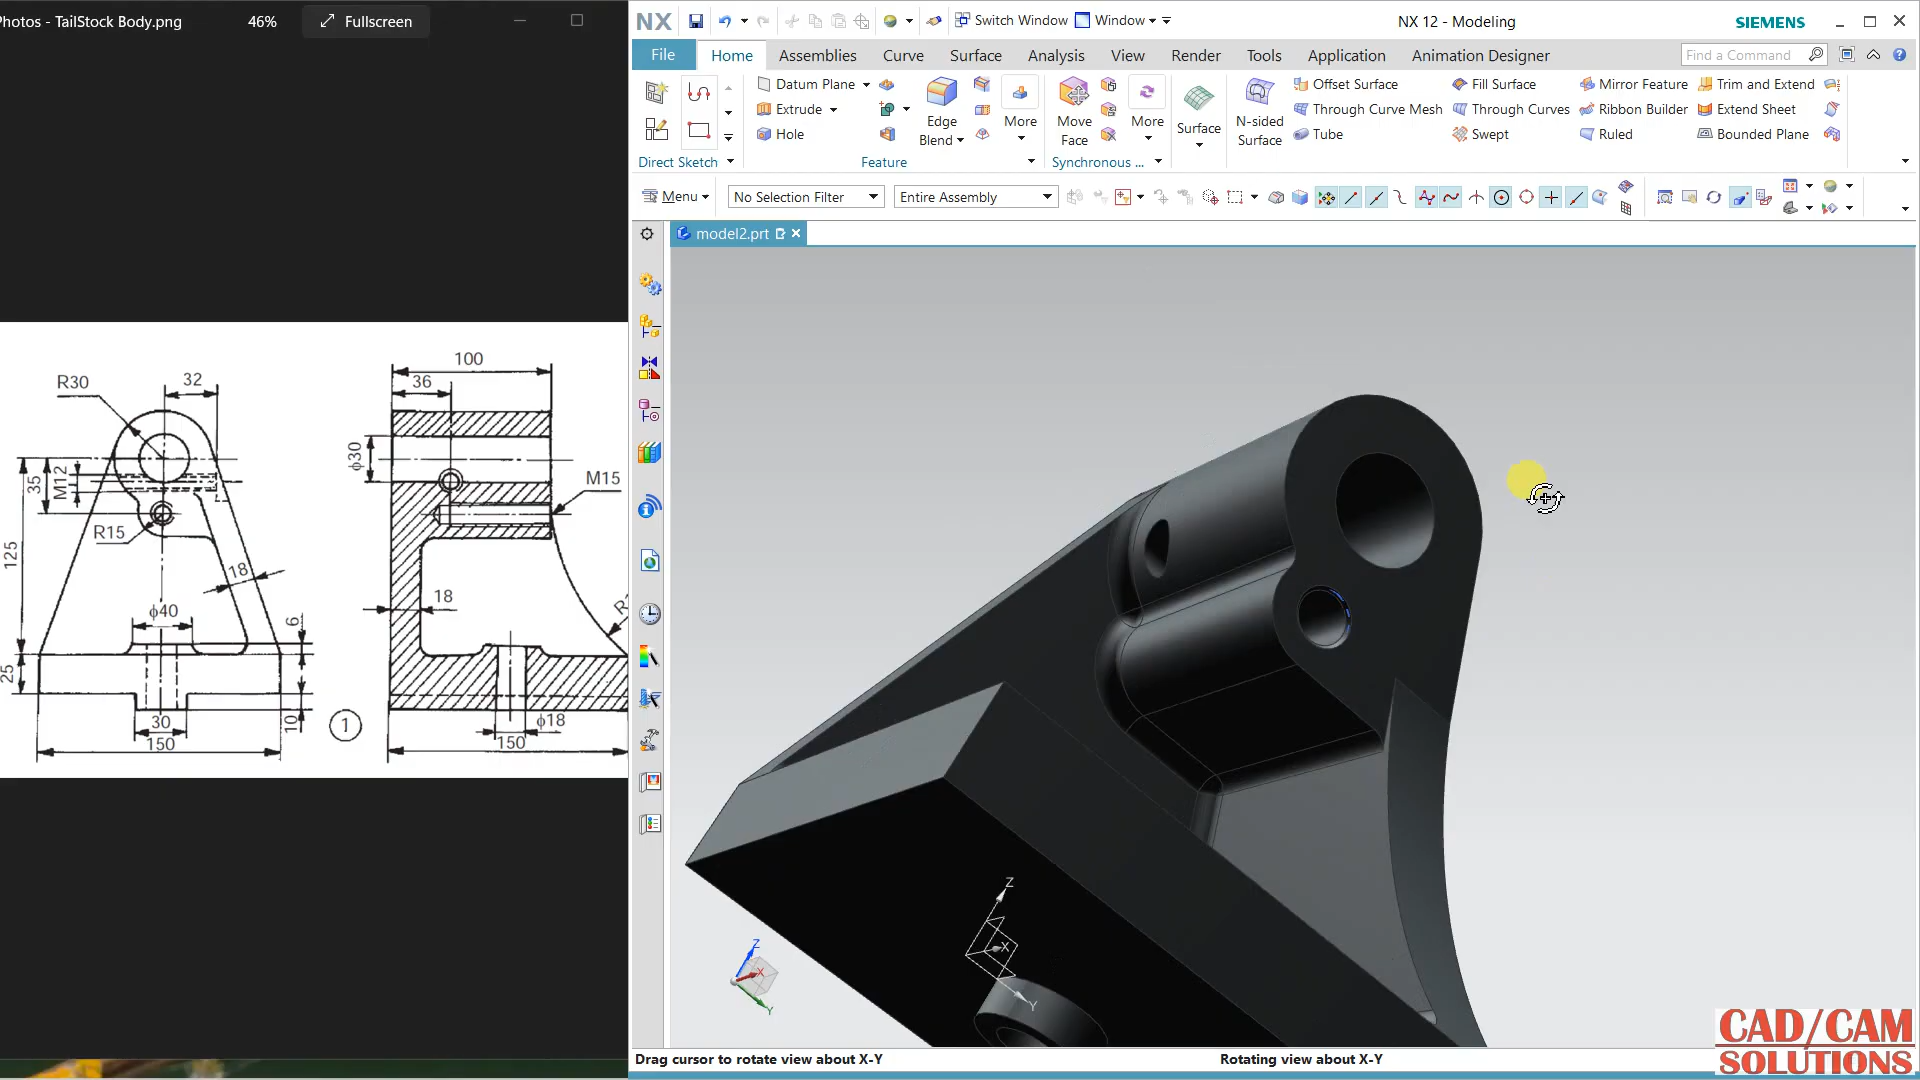 Photos - TailStock Body.png
46%
Fullscreen
NX
Switch Window
Window
NX 12 - Modeling
SIEMENS
File
Home
Assemblies
Curve
Surface
Analysis
View
Render
Tools
Application
Animation Designer
Find a Command
Datum Plane
Extrude
Hole
Edge
Blend
More
Move
Face
More
Surface
N-sided
Surface
Offset Surface
Through Curve Mesh
Tube
Fill Surface
Through Curves
Swept
Mirror Feature
Ribbon Builder
Ruled
Trim and Extend
Extend Sheet
Bounded Plane
Direct Sketch
Feature
Synchronous ...
Menu
No Selection Filter
Entire Assembly
model2.prt
100
36
R30
32
ϕ30
M15
35
M12
R15
125
18
ϕ40
6
18
25
30
10
150
1
ϕ18
150
Z
X
Y
Z
X
Y
Drag cursor to rotate view about X-Y
Rotating view about X-Y
CAD/CAM
SOLUTIONS